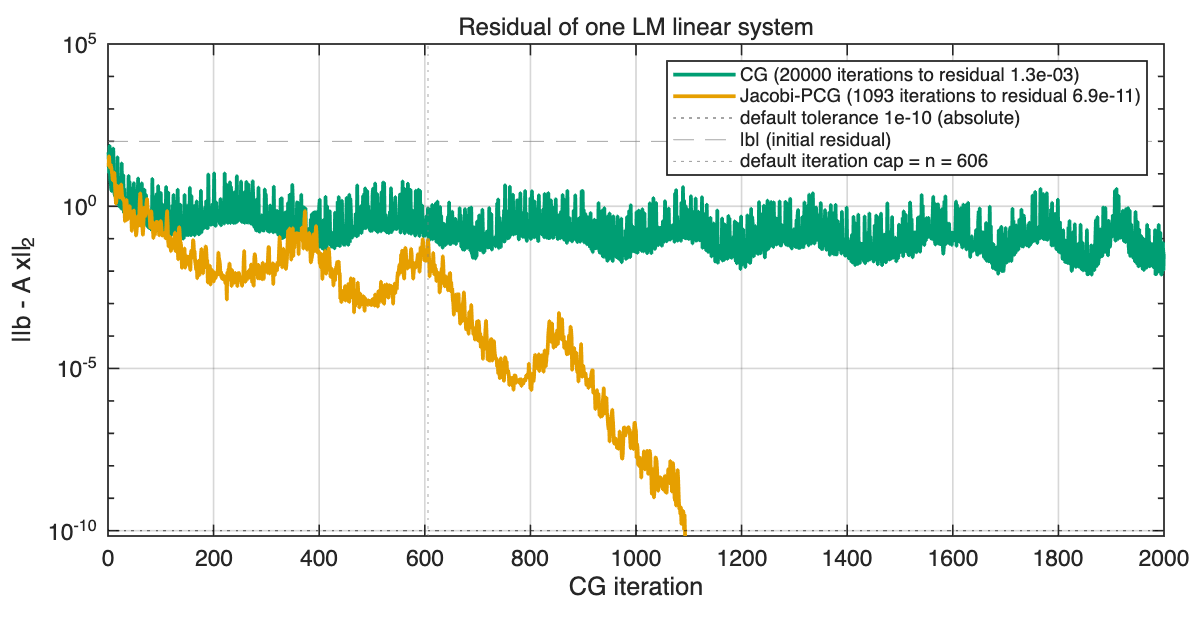 Residual of one LM linear system
10^5
10^0
10^-5
10^-10
||b - A x||_2
CG (20000 iterations to residual 1.3e-03)
Jacobi-PCG (1093 iterations to residual 6.9e-11)
default tolerance 1e-10 (absolute)
|b| (initial residual)
default iteration cap = n = 606
0 200 400 600 800 1000 1200 1400 1600 1800 2000
CG iteration